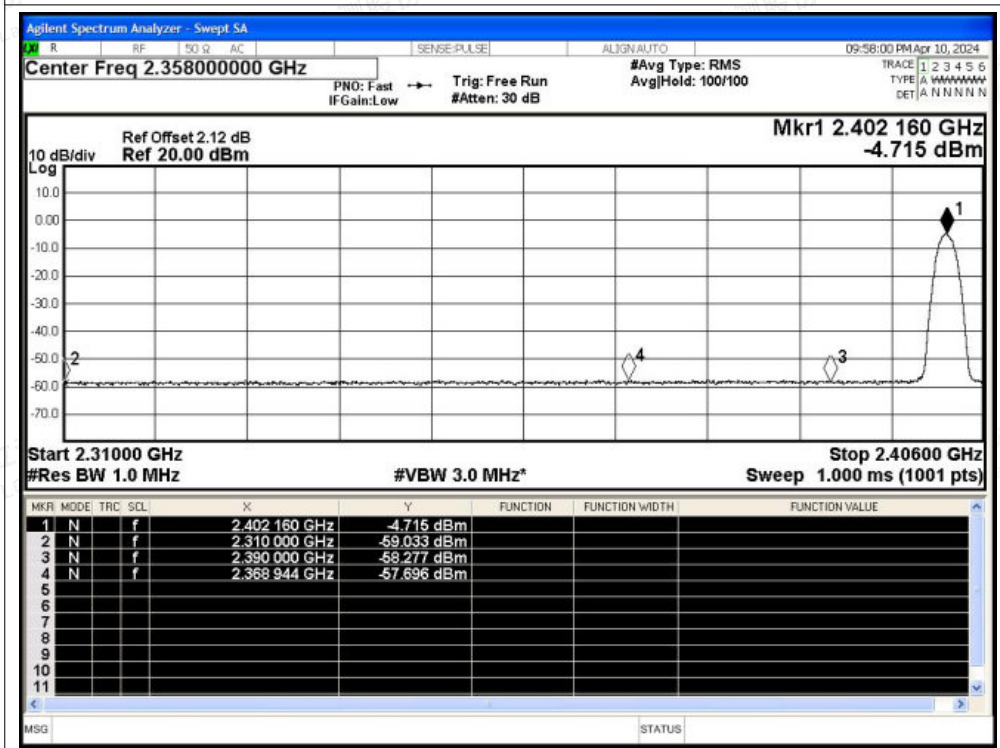 Agilent Spectrum Analyzer - Swept SA
LXI R RF 50 Ω AC SENSE:PULSE ALIGN AUTO 09:58:00 PM Apr 10, 2024
Center Freq 2.358000000 GHz
PNO: Fast
IFGain:Low
Trig: Free Run
#Atten: 30 dB
#Avg Type: RMS
Avg|Hold: 100/100
TRACE 1 2 3 4 5 6
TYPE A WWWWW
DET A N N N N N
Ref Offset 2.12 dB
10 dB/div Ref 20.00 dBm
Log
Mkr1 2.402 160 GHz
-4.715 dBm
10.0
0.00
-10.0
-20.0
-30.0
-40.0
-50.0
-60.0
-70.0
1
2
4
3
Start 2.31000 GHz Stop 2.40600 GHz
#Res BW 1.0 MHz #VBW 3.0 MHz* Sweep 1.000 ms (1001 pts)
MKR MODE TRC SCL X Y FUNCTION FUNCTION WIDTH FUNCTION VALUE
1 N f 2.402 160 GHz -4.715 dBm
2 N f 2.310 000 GHz -59.033 dBm
3 N f 2.390 000 GHz -58.277 dBm
4 N f 2.368 944 GHz -57.696 dBm
5
6
7
8
9
10
11
MSG STATUS